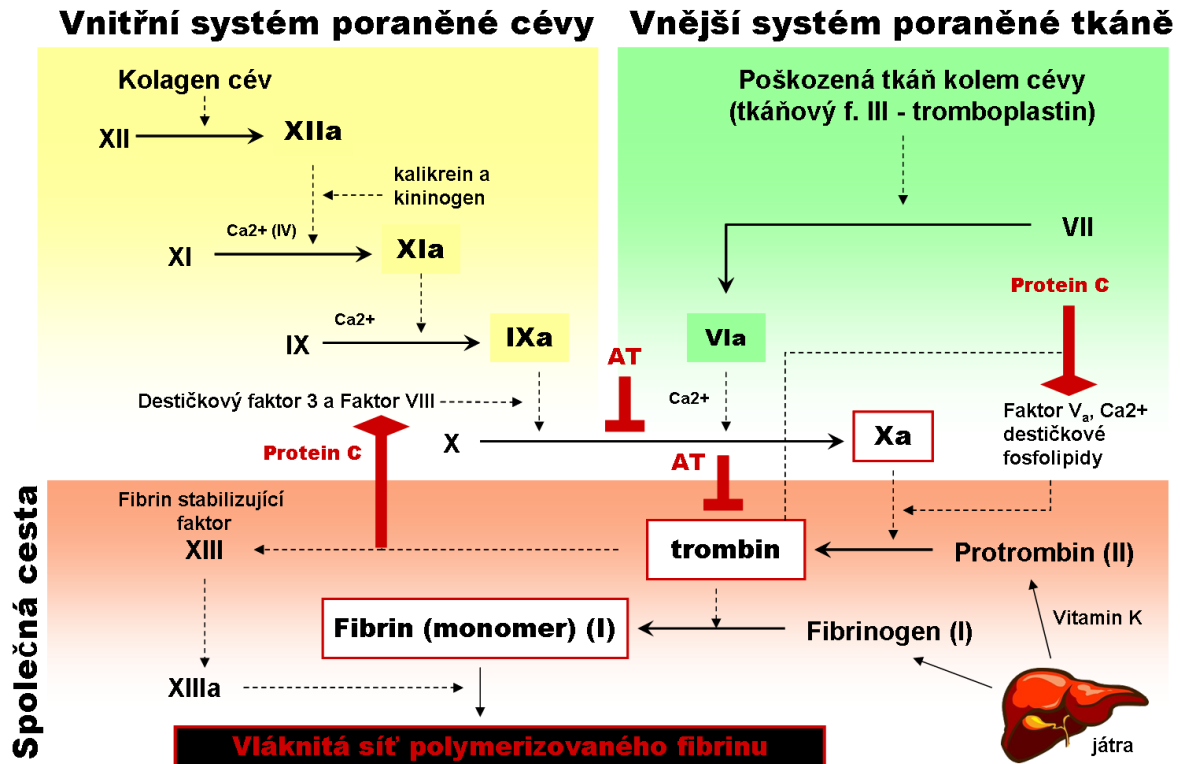 Vnitřní systém poraněné cévy
Vnější systém poraněné tkáně
Kolagen cév
XII
XIIa
kalikrein a
kininogen
Ca2+ (IV)
XI
XIa
Ca2+
IX
IXa
Destičkový faktor 3 a Faktor VIII
Protein C
Poškozená tkáň kolem cévy
(tkáňový f. III - tromboplastin)
VII
Protein C
VIa
AT
Ca2+
X
Xa
AT
Faktor Va, Ca2+
destičkové
fosfolipidy
Společná cesta
Fibrin stabilizující
faktor
XIII
trombin
Protrombin (II)
Fibrin (monomer) (I)
Fibrinogen (I)
Vitamin K
XIIIa
Vláknitá síť polymerizovaného fibrinu
játra